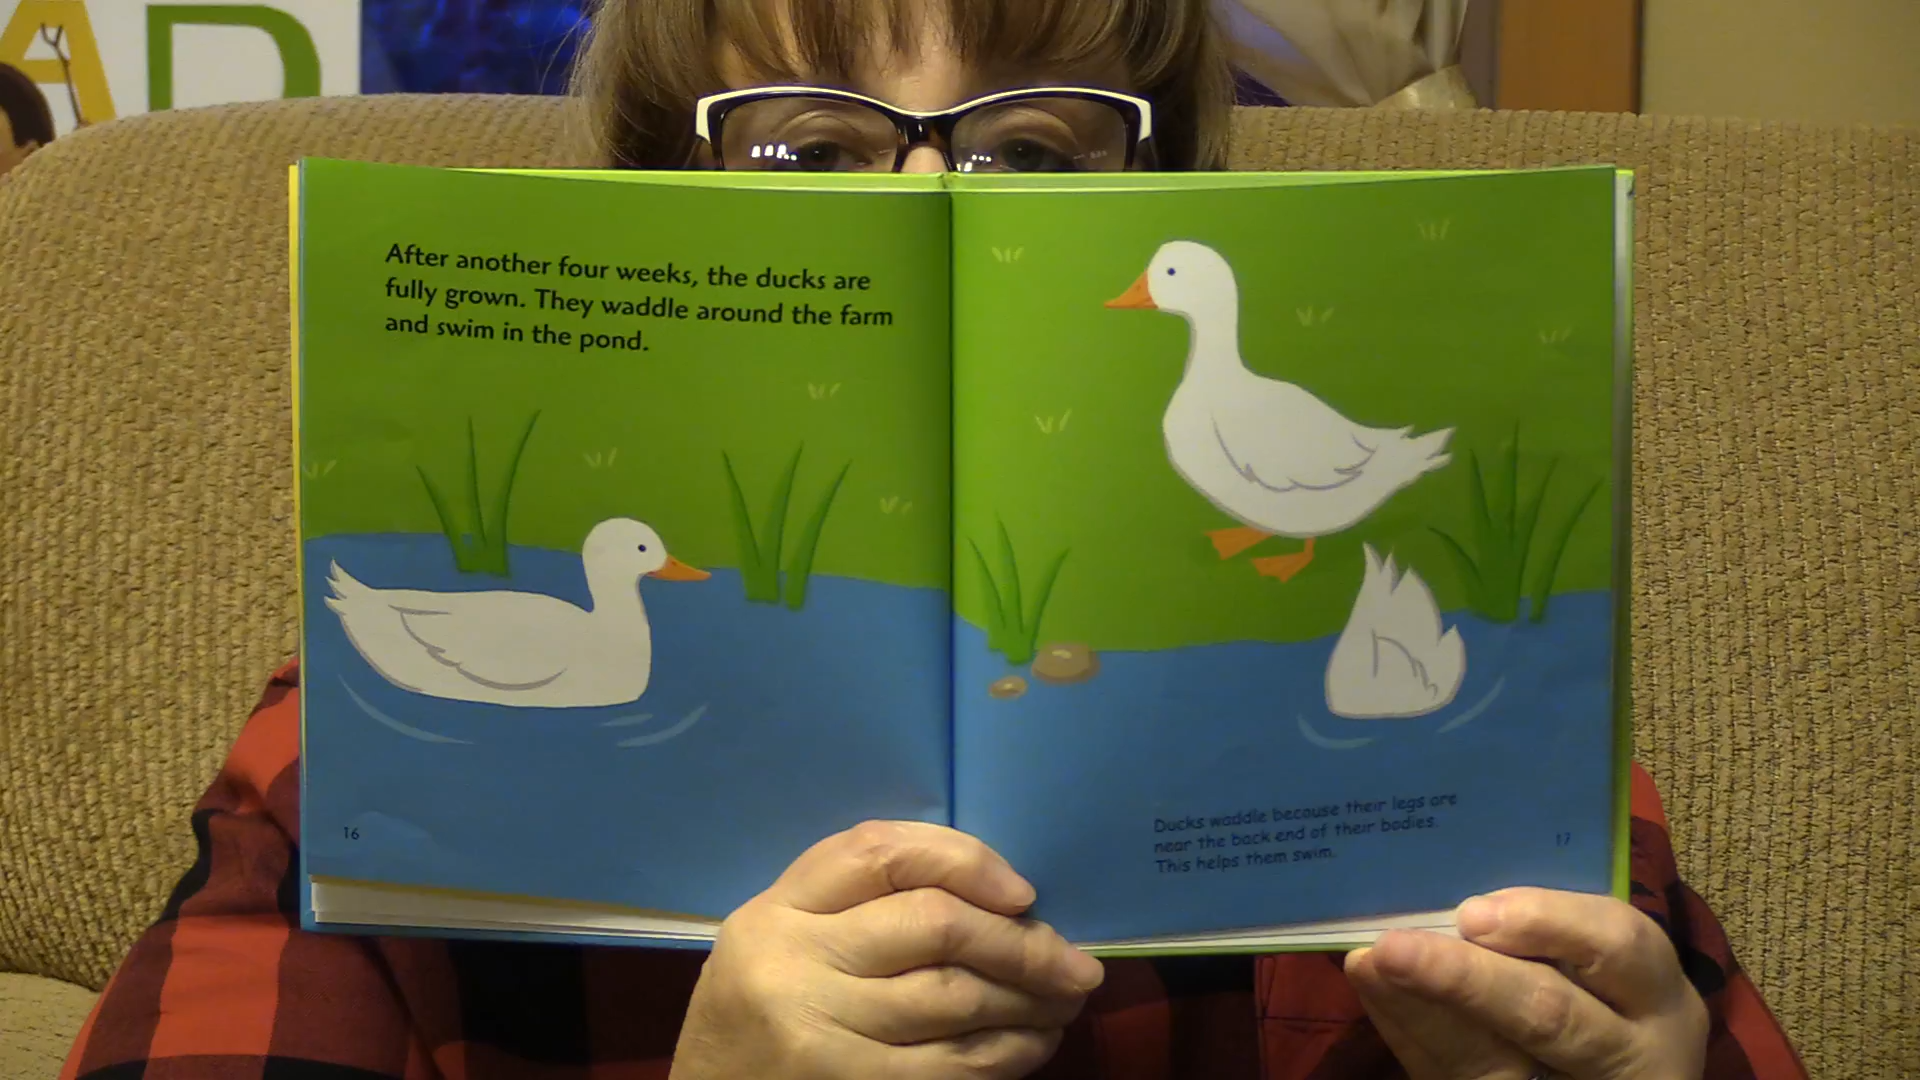 AD
After another four weeks, the ducks are
fully grown. They waddle around the farm
and swim in the pond.
16
Ducks waddle because their legs are
near the back end of their bodies.
This helps them swim.
17